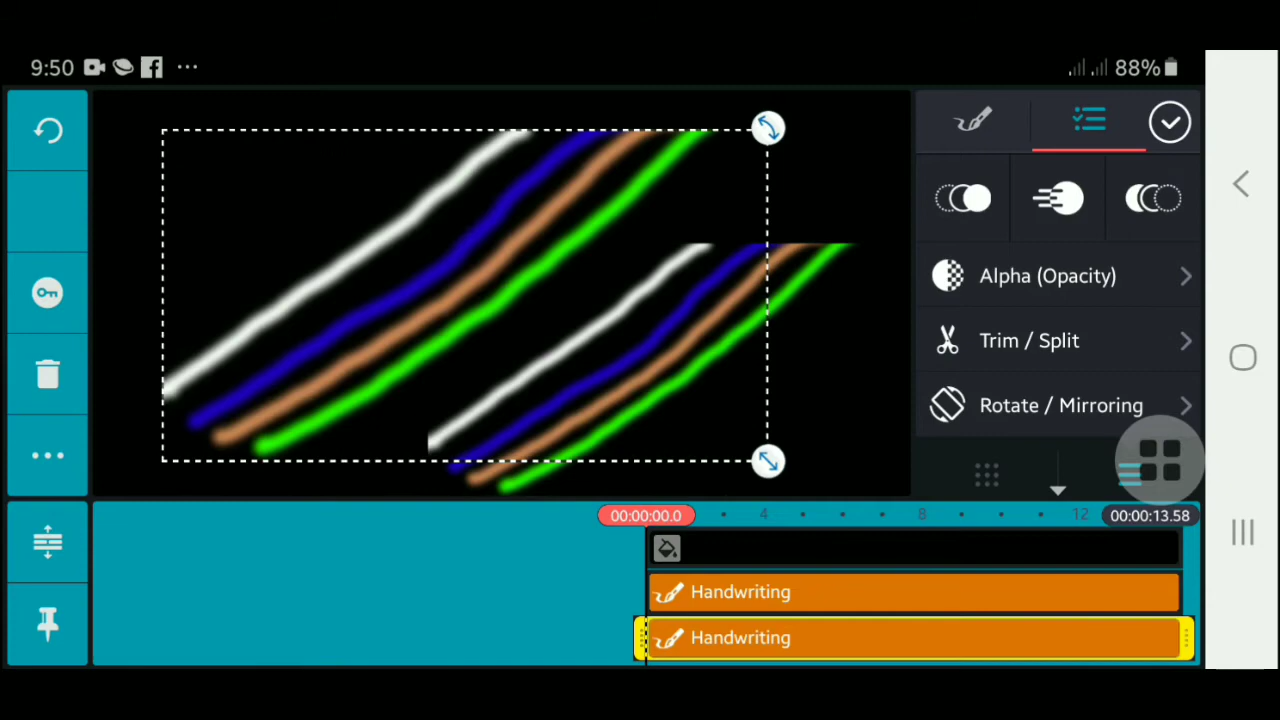 9:50 ... 88%
Alpha (Opacity)
Trim / Split
Rotate / Mirroring
00:00:00.0 4 8 12 00:00:13.58
Handwriting
Handwriting